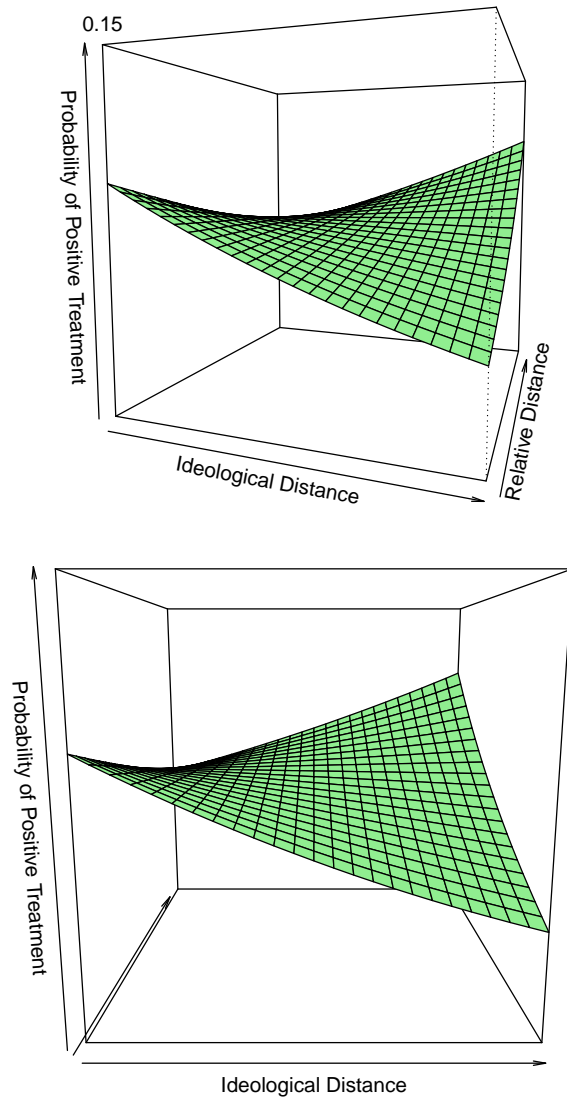 0.15
Probability of Positive Treatment
Ideological Distance
Relative Distance
Probability of Positive Treatment
Ideological Distance